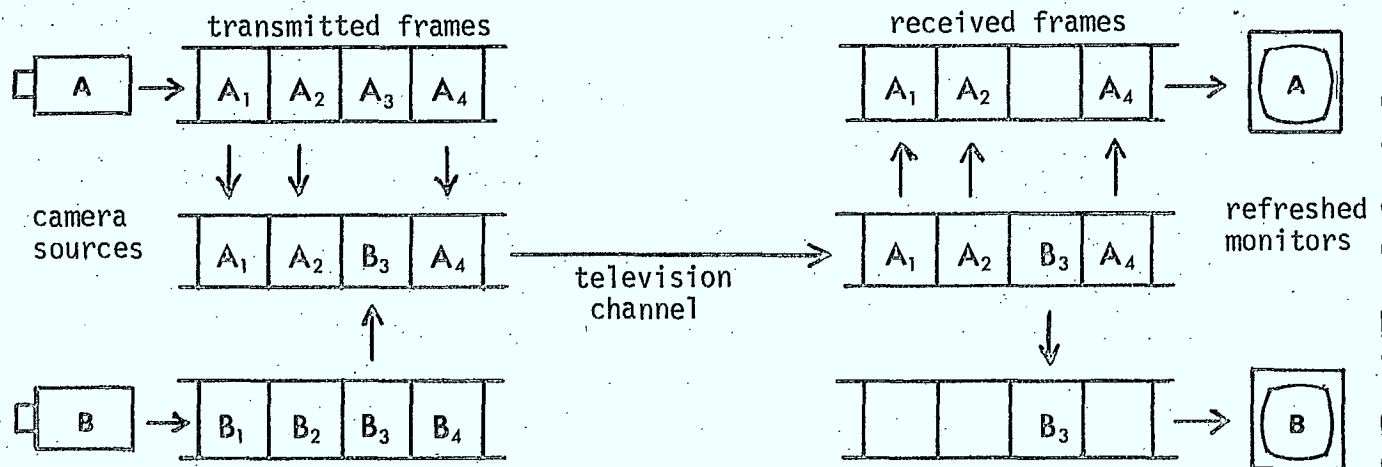 transmitted frames
received frames
A A₁ A₂ A₃ A₄
A₁ A₂ A₄ A
camera
sources
A₁ A₂ B₃ A₄
television
channel
A₁ A₂ B₃ A₄
refreshed
monitors
B B₁ B₂ B₃ B₄
B₃ B